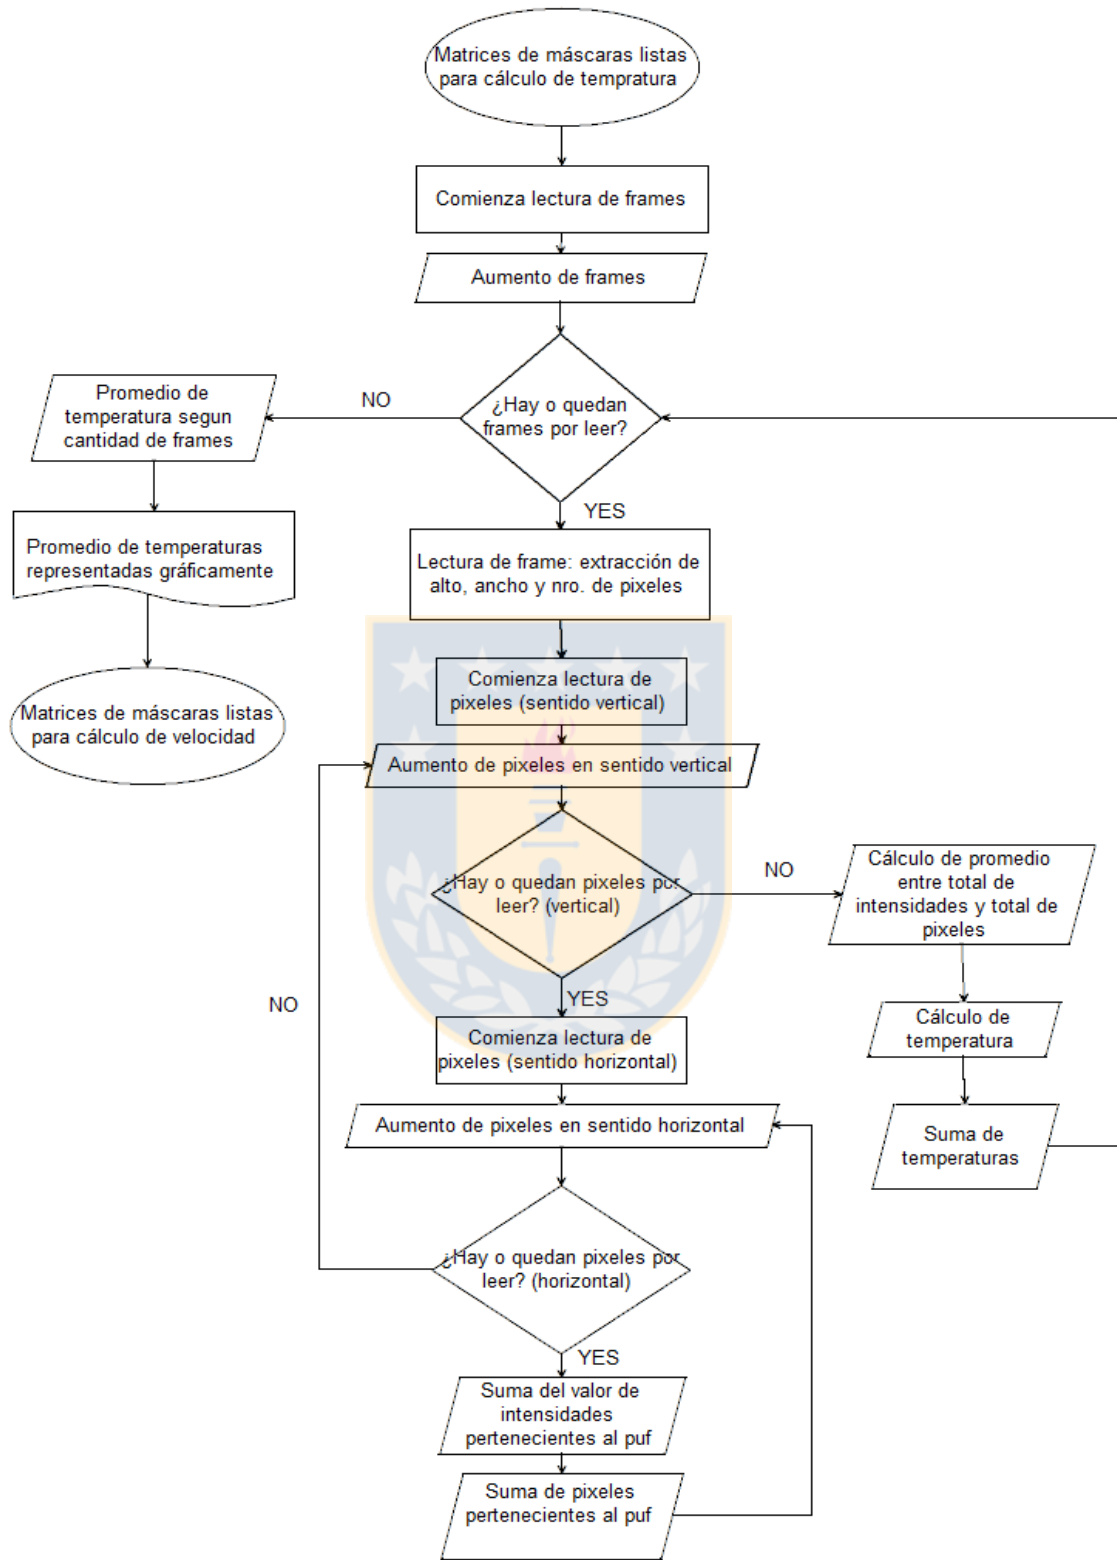 Matrices de máscaras listas
para cálculo de tempratura
Comienza lectura de frames
Aumento de frames
¿Hay o quedan
frames por leer?
NO
Promedio de
temperatura segun
cantidad de frames
Promedio de temperaturas
representadas gráficamente
Matrices de máscaras listas
para cálculo de velocidad
YES
Lectura de frame: extracción de
alto, ancho y nro. de pixeles
Comienza lectura de
pixeles (sentido vertical)
Aumento de pixeles en sentido vertical
¿Hay o quedan pixeles por
leer? (vertical)
NO
Cálculo de promedio
entre total de
intensidades y total de
pixeles
Cálculo de
temperatura
Suma de
temperaturas
YES
Comienza lectura de
pixeles (sentido horizontal)
Aumento de pixeles en sentido horizontal
¿Hay o quedan pixeles por
leer? (horizontal)
NO
YES
Suma del valor de
intensidades
pertenecientes al puf
Suma de pixeles
pertenecientes al puf